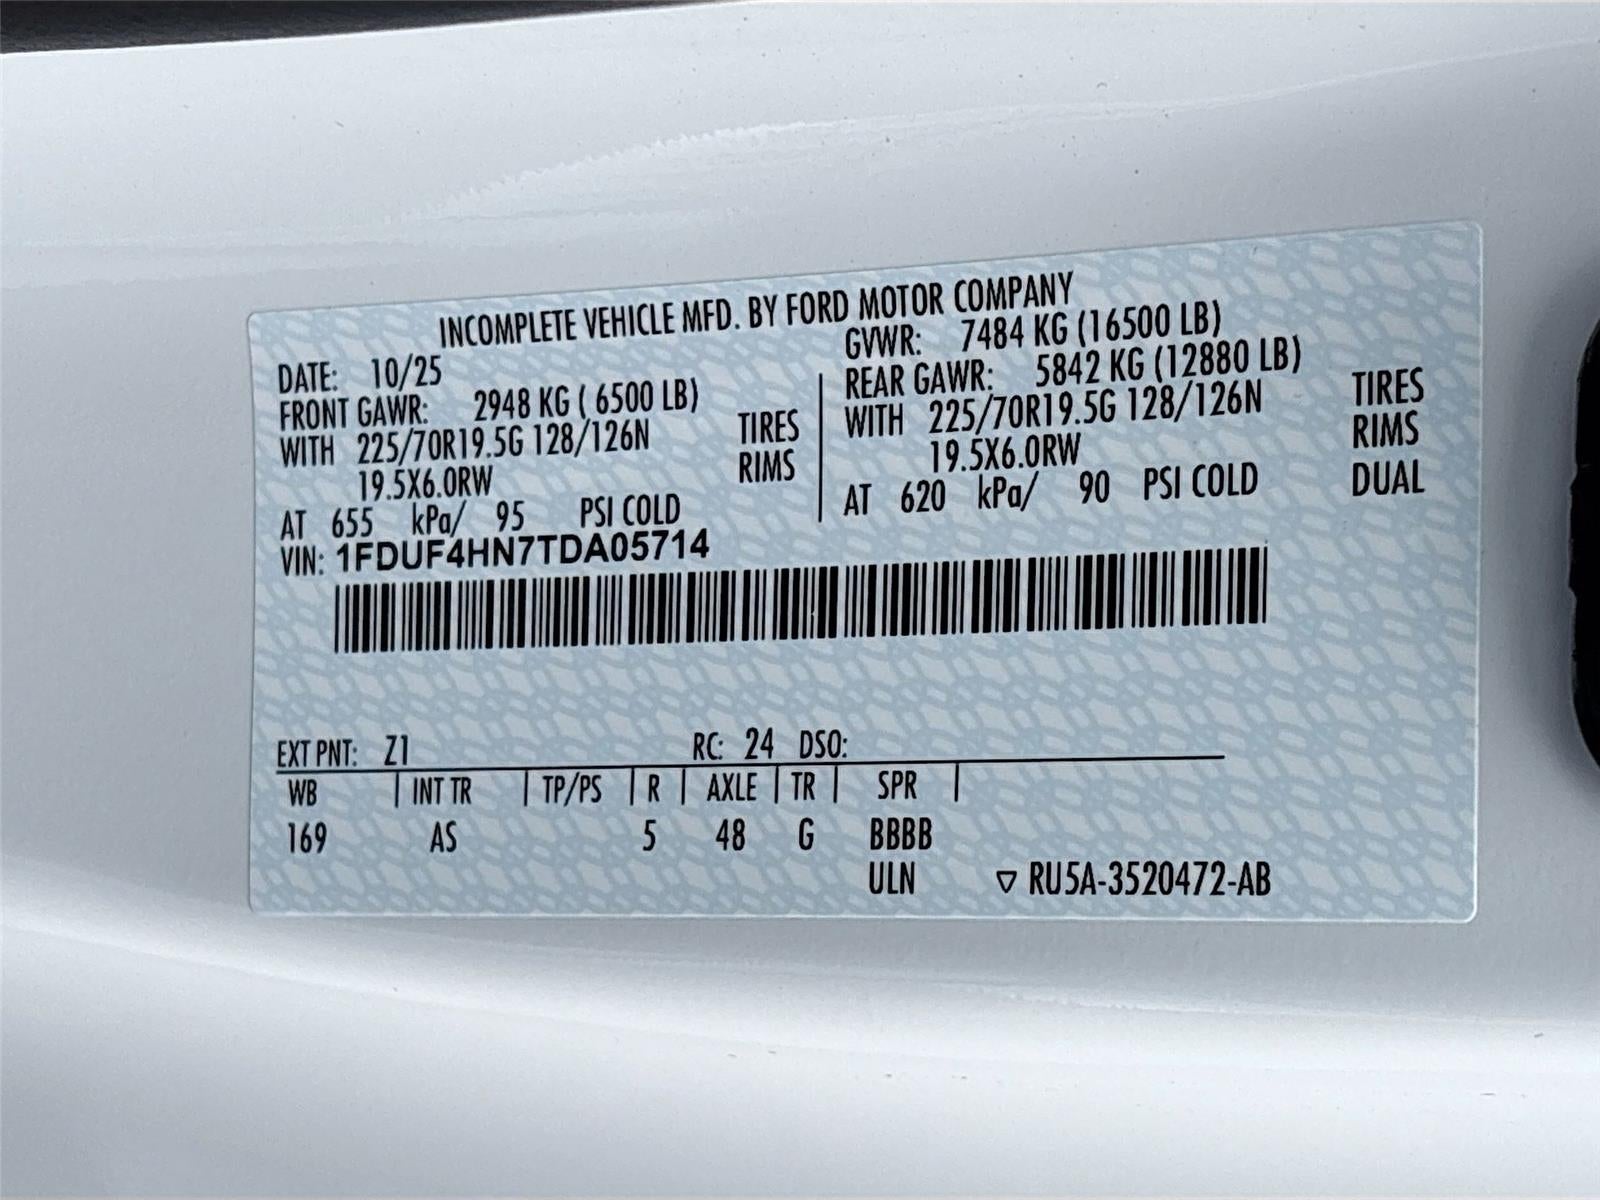 INCOMPLETE VEHICLE MFD. BY FORD MOTOR COMPANY
DATE: 10/25
FRONT GAWR: 2948 KG ( 6500 LB)
WITH 225/70R19.5G 128/126N TIRES
19.5X6.0RW RIMS
AT 655 kPa/ 95 PSI COLD
GVWR: 7484 KG (16500 LB)
REAR GAWR: 5842 KG (12880 LB)
WITH 225/70R19.5G 128/126N TIRES
19.5X6.0RW RIMS
AT 620 kPa/ 90 PSI COLD DUAL
VIN: 1FDUF4HN7TDA05714
EXT PNT: Z1 RC: 24 DSO:
WB | INT TR | TP/PS | R | AXLE | TR | SPR |
169 AS 5 48 G BBBB
ULN ▽ RU5A-3520472-AB